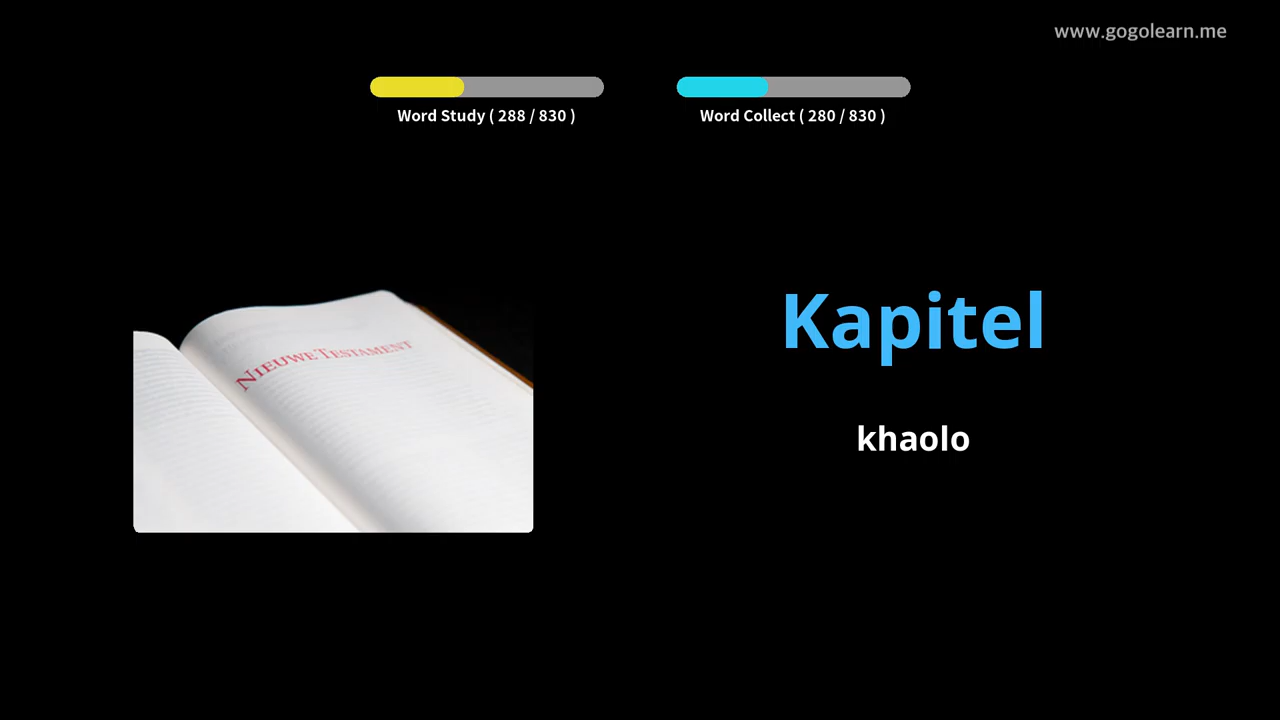 www.gogolearn.me
Word Study ( 288 / 830 )
Word Collect ( 280 / 830 )
NIEUWE TESTAMENT
Kapitel
khaolo